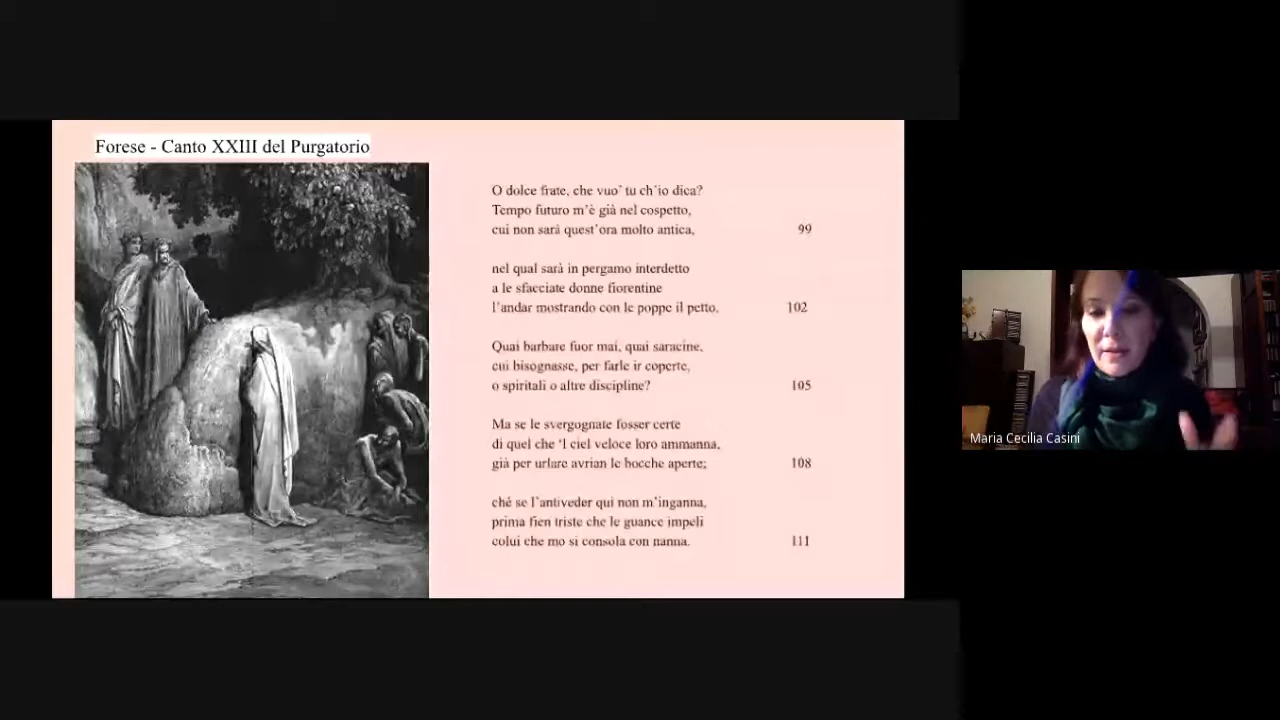 Forese - Canto XXIII del Purgatorio
O dolce frate, che vuo' tu ch'io dica?
Tempo futuro m'è già nel cospetto,
cui non sarà quest'ora molto antica, 99
nel qual sarà in pergamo interdetto
a le sfacciate donne fiorentine
l'andar mostrando con le poppe il petto. 102
Quai barbare fuor mai, quai saracine,
cui bisognasse, per farle ir coperte,
o spiritali o altre discipline? 105
Ma se le svergognate fosser certe
di quel che 'l ciel veloce loro ammanna,
già per urlare avrian le bocche aperte; 108
ché se l'antiveder qui non m'inganna,
prima fien triste che le guance impeli
colui che mo si consola con nanna. 111
Maria Cecilia Casini